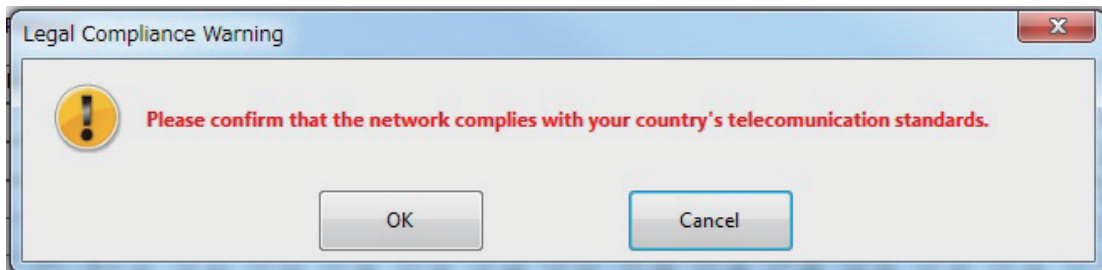 Legal Compliance Warning
Please confirm that the network complies with your country's telecomunication standards.
OK
Cancel